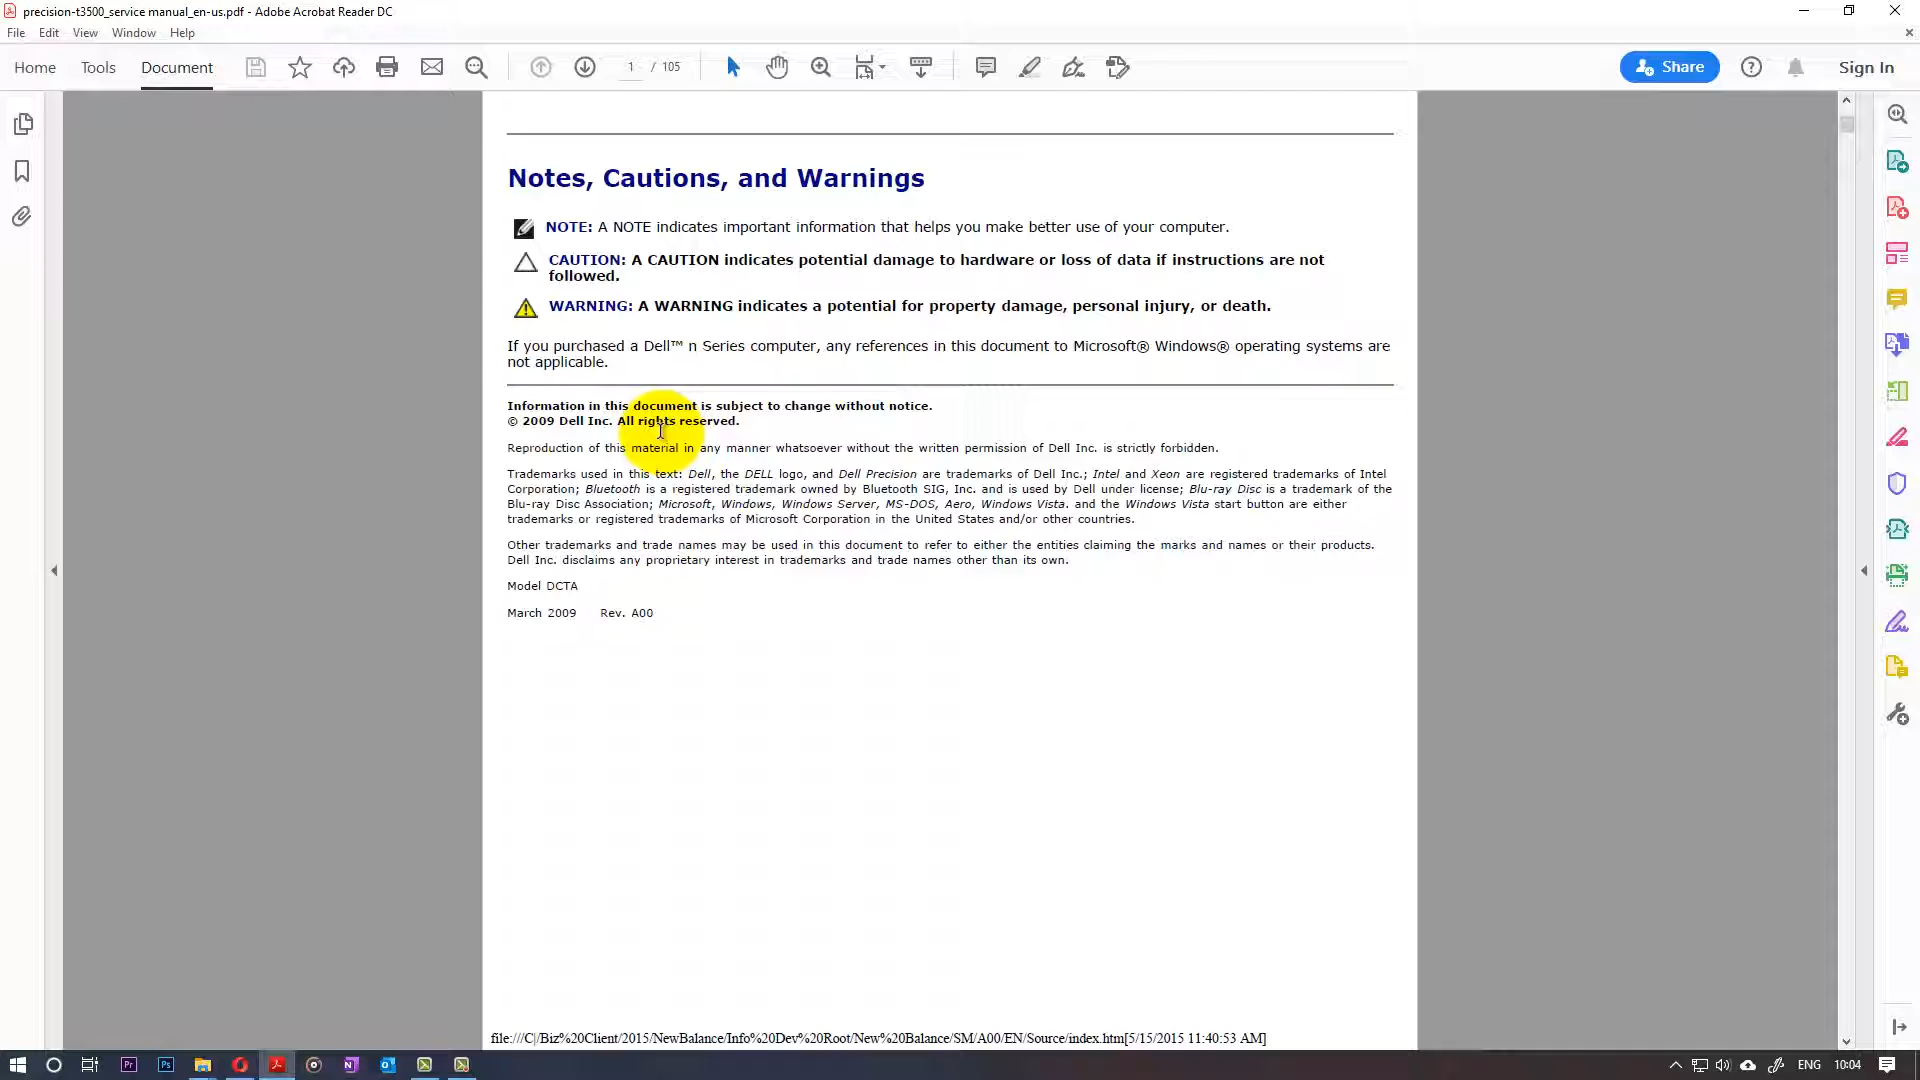 precision-t3500_service manual_en-us.pdf - Adobe Acrobat Reader DC
File Edit View Window Help
Home Tools Document 1 / 105 Share Sign In
Notes, Cautions, and Warnings
NOTE: A NOTE indicates important information that helps you make better use of your computer.
CAUTION: A CAUTION indicates potential damage to hardware or loss of data if instructions are not
followed.
WARNING: A WARNING indicates a potential for property damage, personal injury, or death.
If you purchased a Dell™ n Series computer, any references in this document to Microsoft® Windows® operating systems are
not applicable.
Information in this document is subject to change without notice.
© 2009 Dell Inc. All rights reserved.
Reproduction of this material in any manner whatsoever without the written permission of Dell Inc. is strictly forbidden.
Trademarks used in this text: Dell, the DELL logo, and Dell Precision are trademarks of Dell Inc.; Intel and Xeon are registered trademarks of Intel
Corporation; Bluetooth is a registered trademark owned by Bluetooth SIG, Inc. and is used by Dell under license; Blu-ray Disc is a trademark of the
Blu-ray Disc Association; Microsoft, Windows, Windows Server, MS-DOS, Aero, Windows Vista. and the Windows Vista start button are either
trademarks or registered trademarks of Microsoft Corporation in the United States and/or other countries.
Other trademarks and trade names may be used in this document to refer to either the entities claiming the marks and names or their products.
Dell Inc. disclaims any proprietary interest in trademarks and trade names other than its own.
Model DCTA
March 2009 Rev. A00
file:///C|/Biz%20Client/2015/NewBalance/Info%20Dev%20Root/New%20Balance/SM/A00/EN/Source/index.htm[5/15/2015 11:40:53 AM]
Pr Ps N ENG 10:04